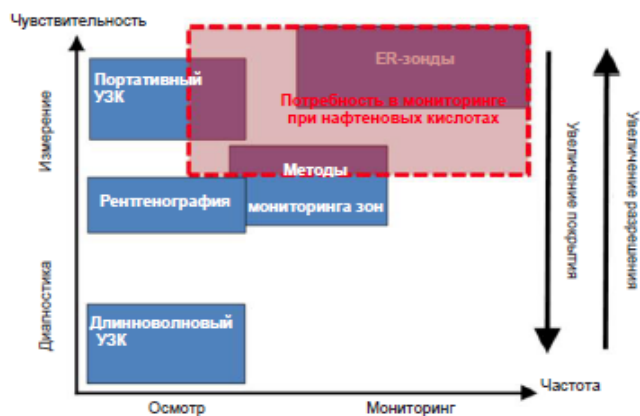 Чувствительность
ER-зонды
Портативный
УЗК
Потребность в мониторинге
при нафтеновых кислотах
Измерение
Методы
мониторинга зон
Рентгенография
Диагностика
Длинноволновый
УЗК
Увеличение покрытия
Увеличение разрешения
Частота
Осмотр
Мониторинг